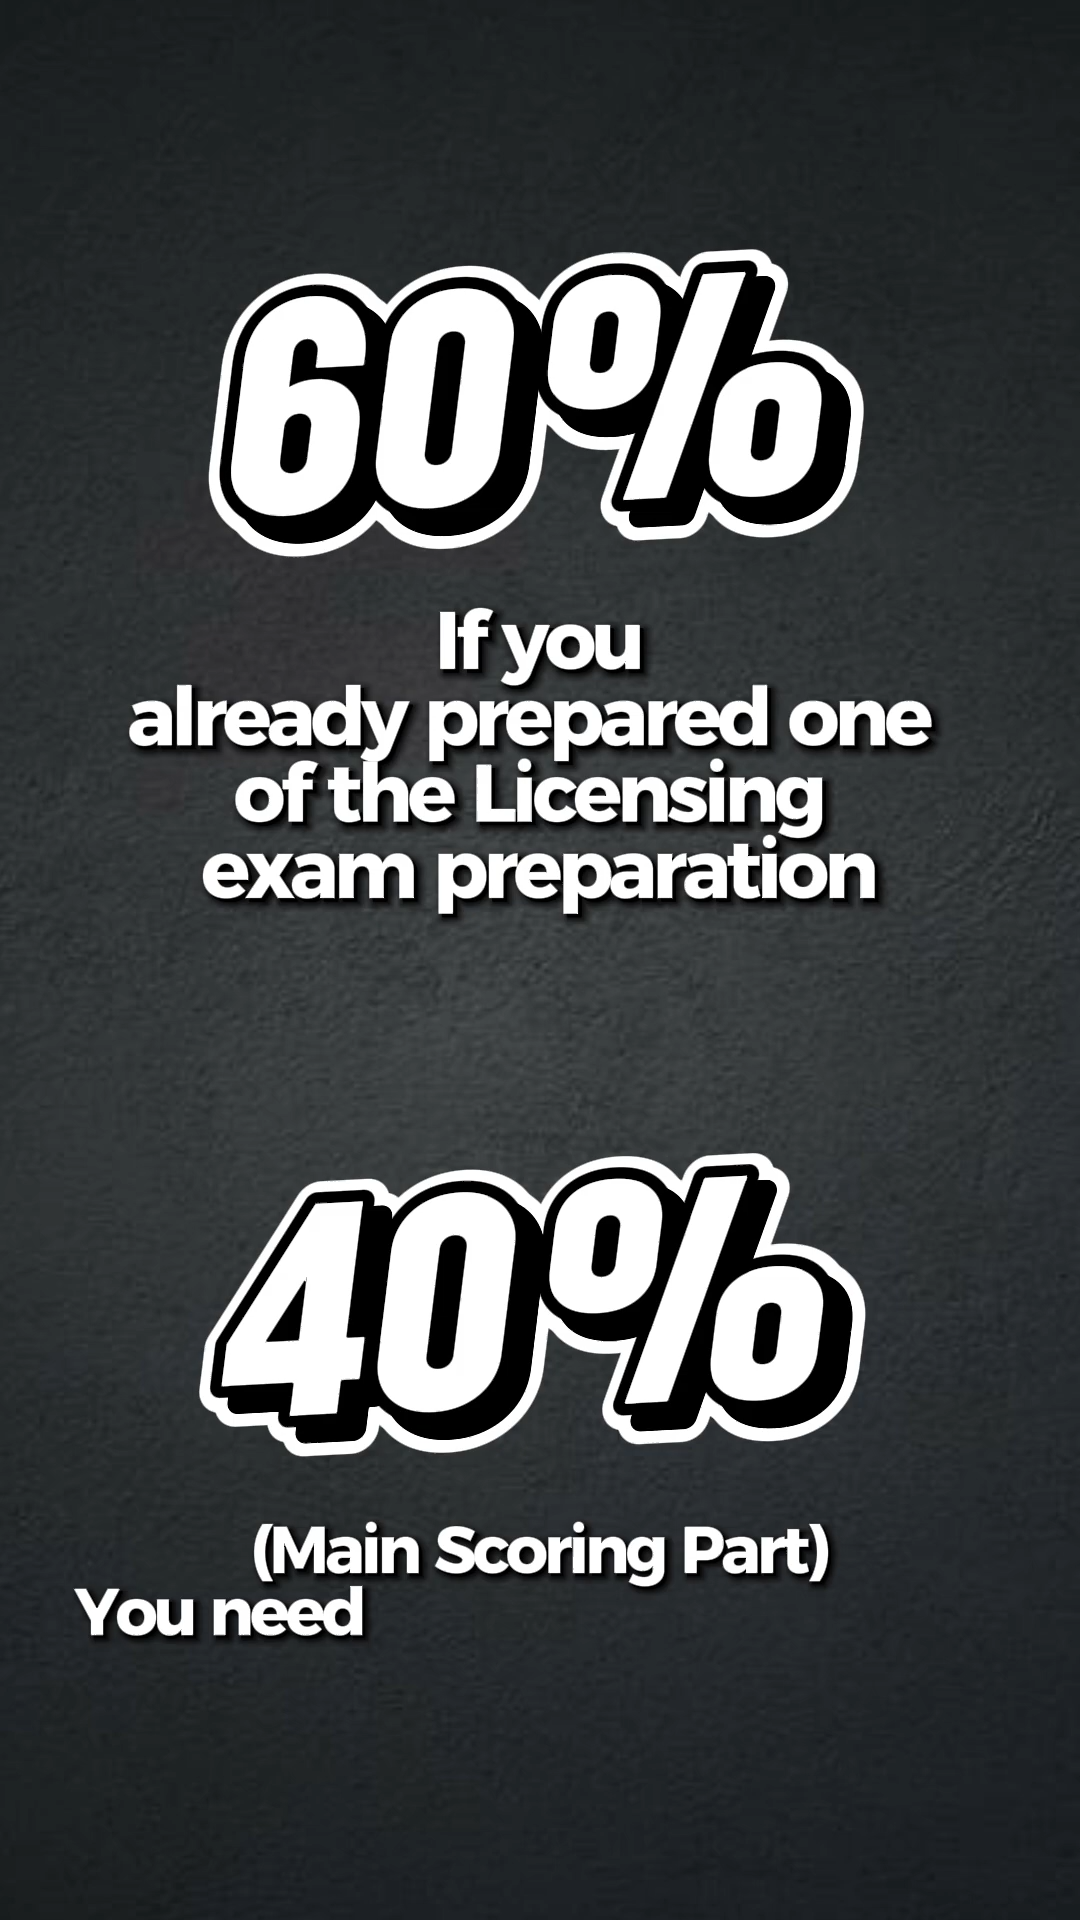 60%
If you
already prepared one
of the Licensing
exam preparation
40%
(Main Scoring Part)
You need